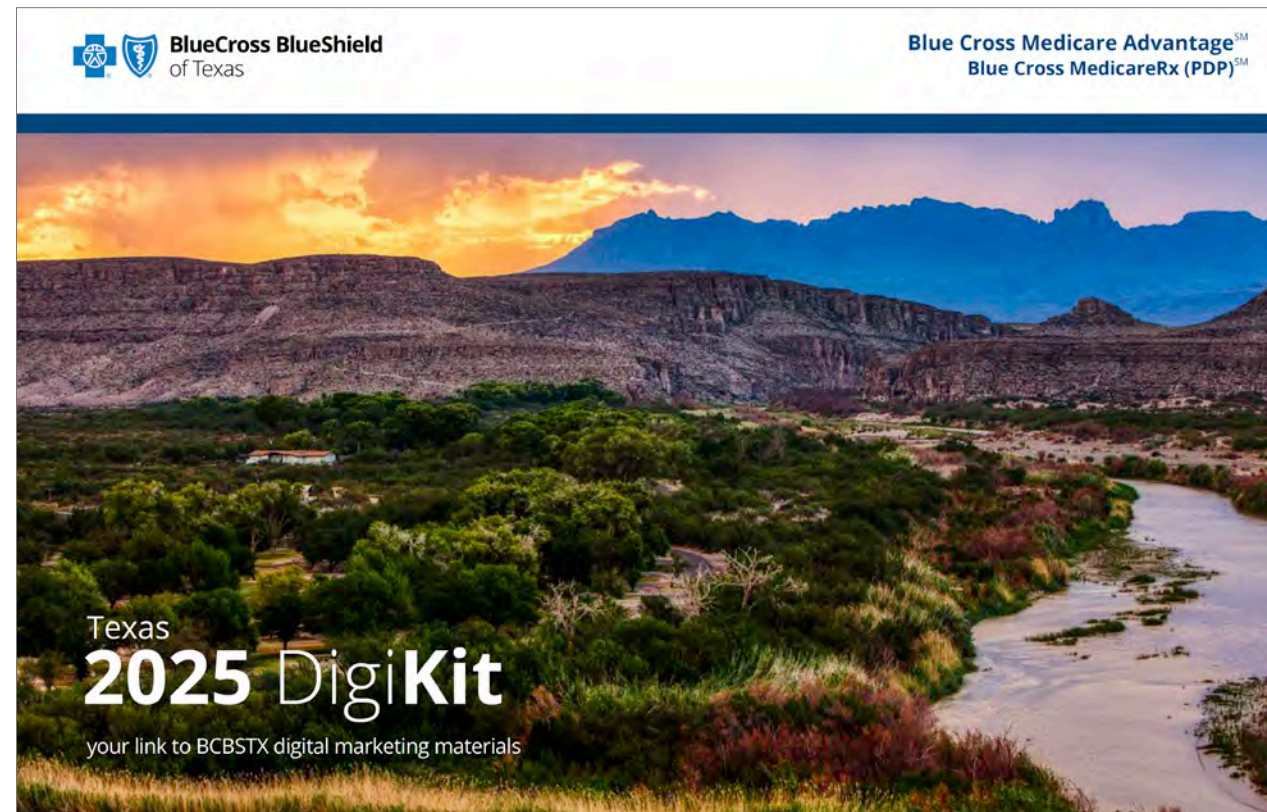 BlueCross BlueShield
of Texas
Blue Cross Medicare Advantage℠
Blue Cross MedicareRx (PDP)℠
Texas
2025 DigiKit
your link to BCBSTX digital marketing materials